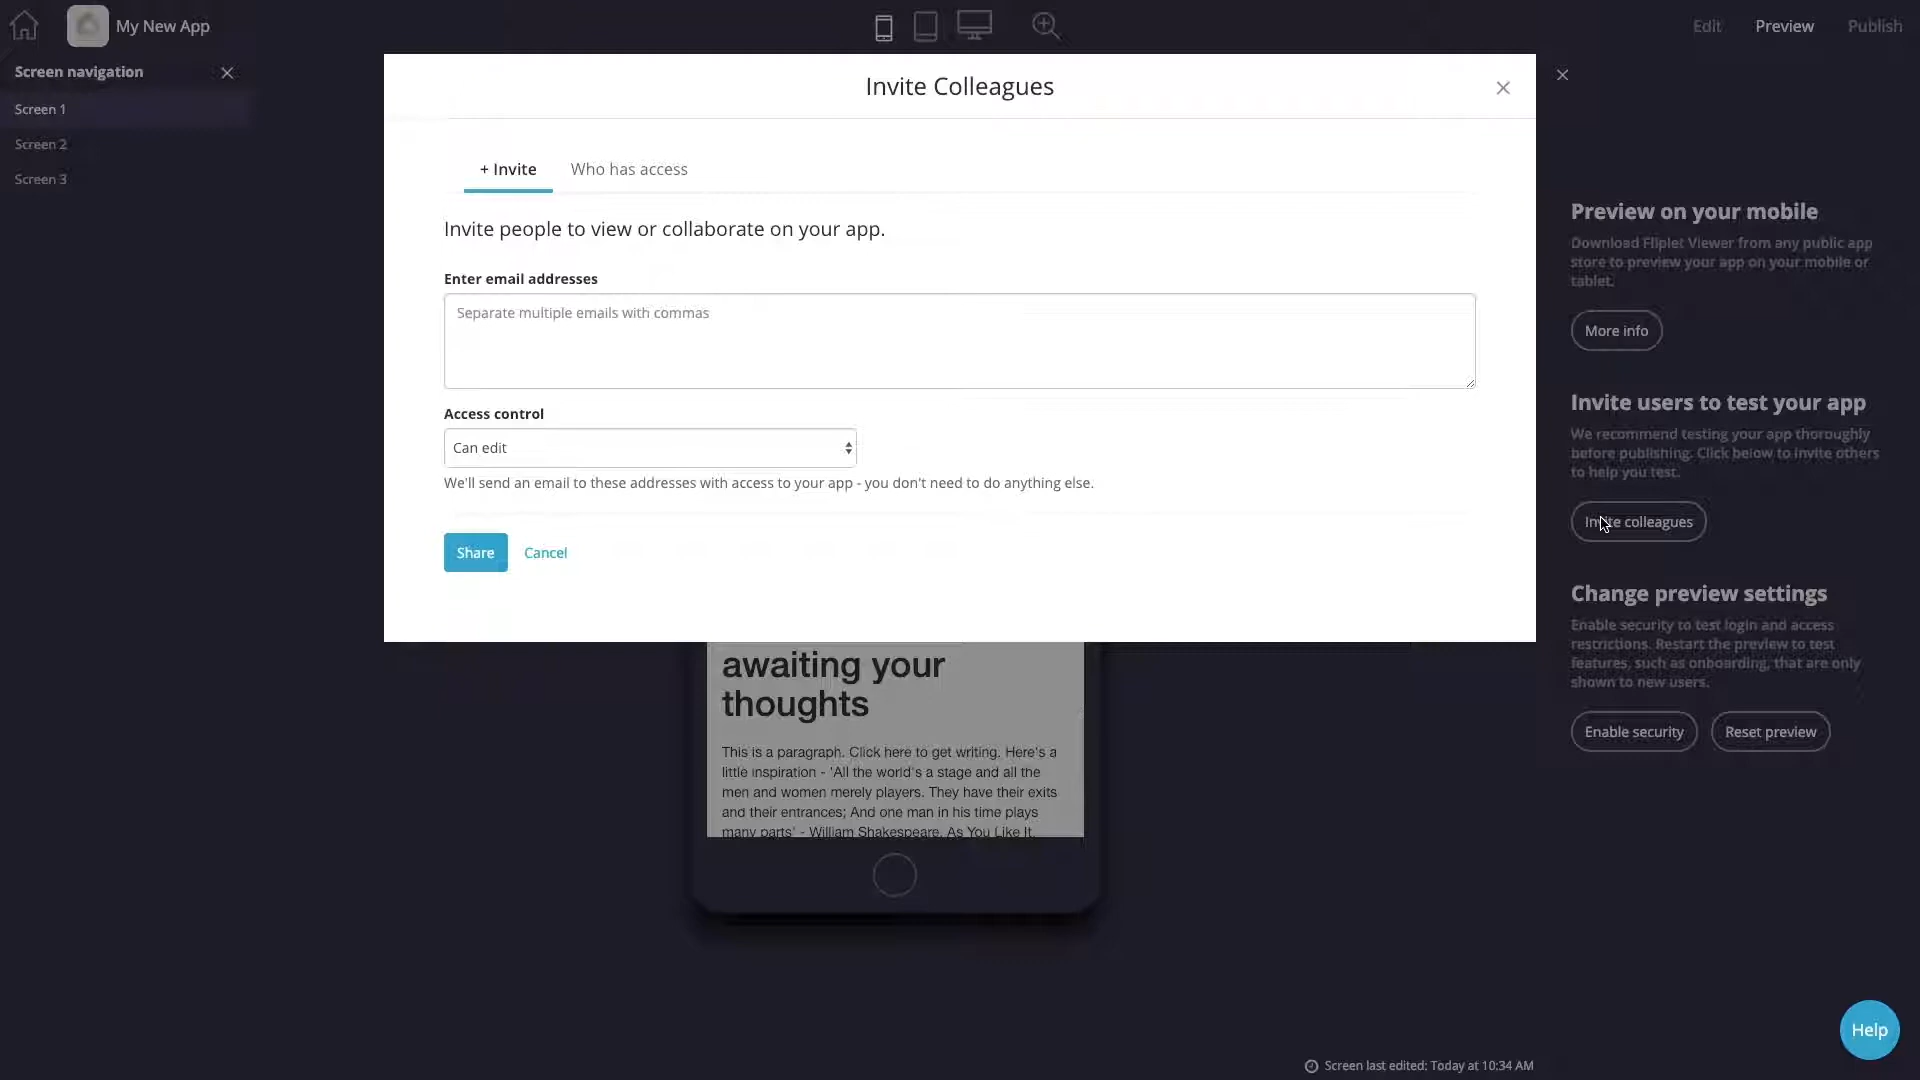 My New App
Edit
Preview
Publish
Screen navigation
Screen 1
Screen 2
Screen 3
Invite Colleagues
+ Invite
Who has access
Invite people to view or collaborate on your app.
Enter email addresses
Separate multiple emails with commas
Access control
Can edit
We'll send an email to these addresses with access to your app - you don't need to do anything else.
Share
Cancel
awaiting your
thoughts
This is a paragraph. Click here to get writing. Here's a
little inspiration - 'All the world's a stage and all the
men and women merely players. They have their exits
and their entrances; And one man in his time plays
many parts' - William Shakespeare, As You Like It.
Preview on your mobile
Download Fliplet Viewer from any public app
store to preview your app on your mobile or
tablet.
More info
Invite users to test your app
We recommend testing your app thoroughly
before publishing. Click below to invite others
to help you test.
Invite colleagues
Change preview settings
Enable security to test login and access
restrictions. Restart the preview to test
features, such as onboarding, that are only
shown to new users.
Enable security
Reset preview
Help
Screen last edited: Today at 10:34 AM